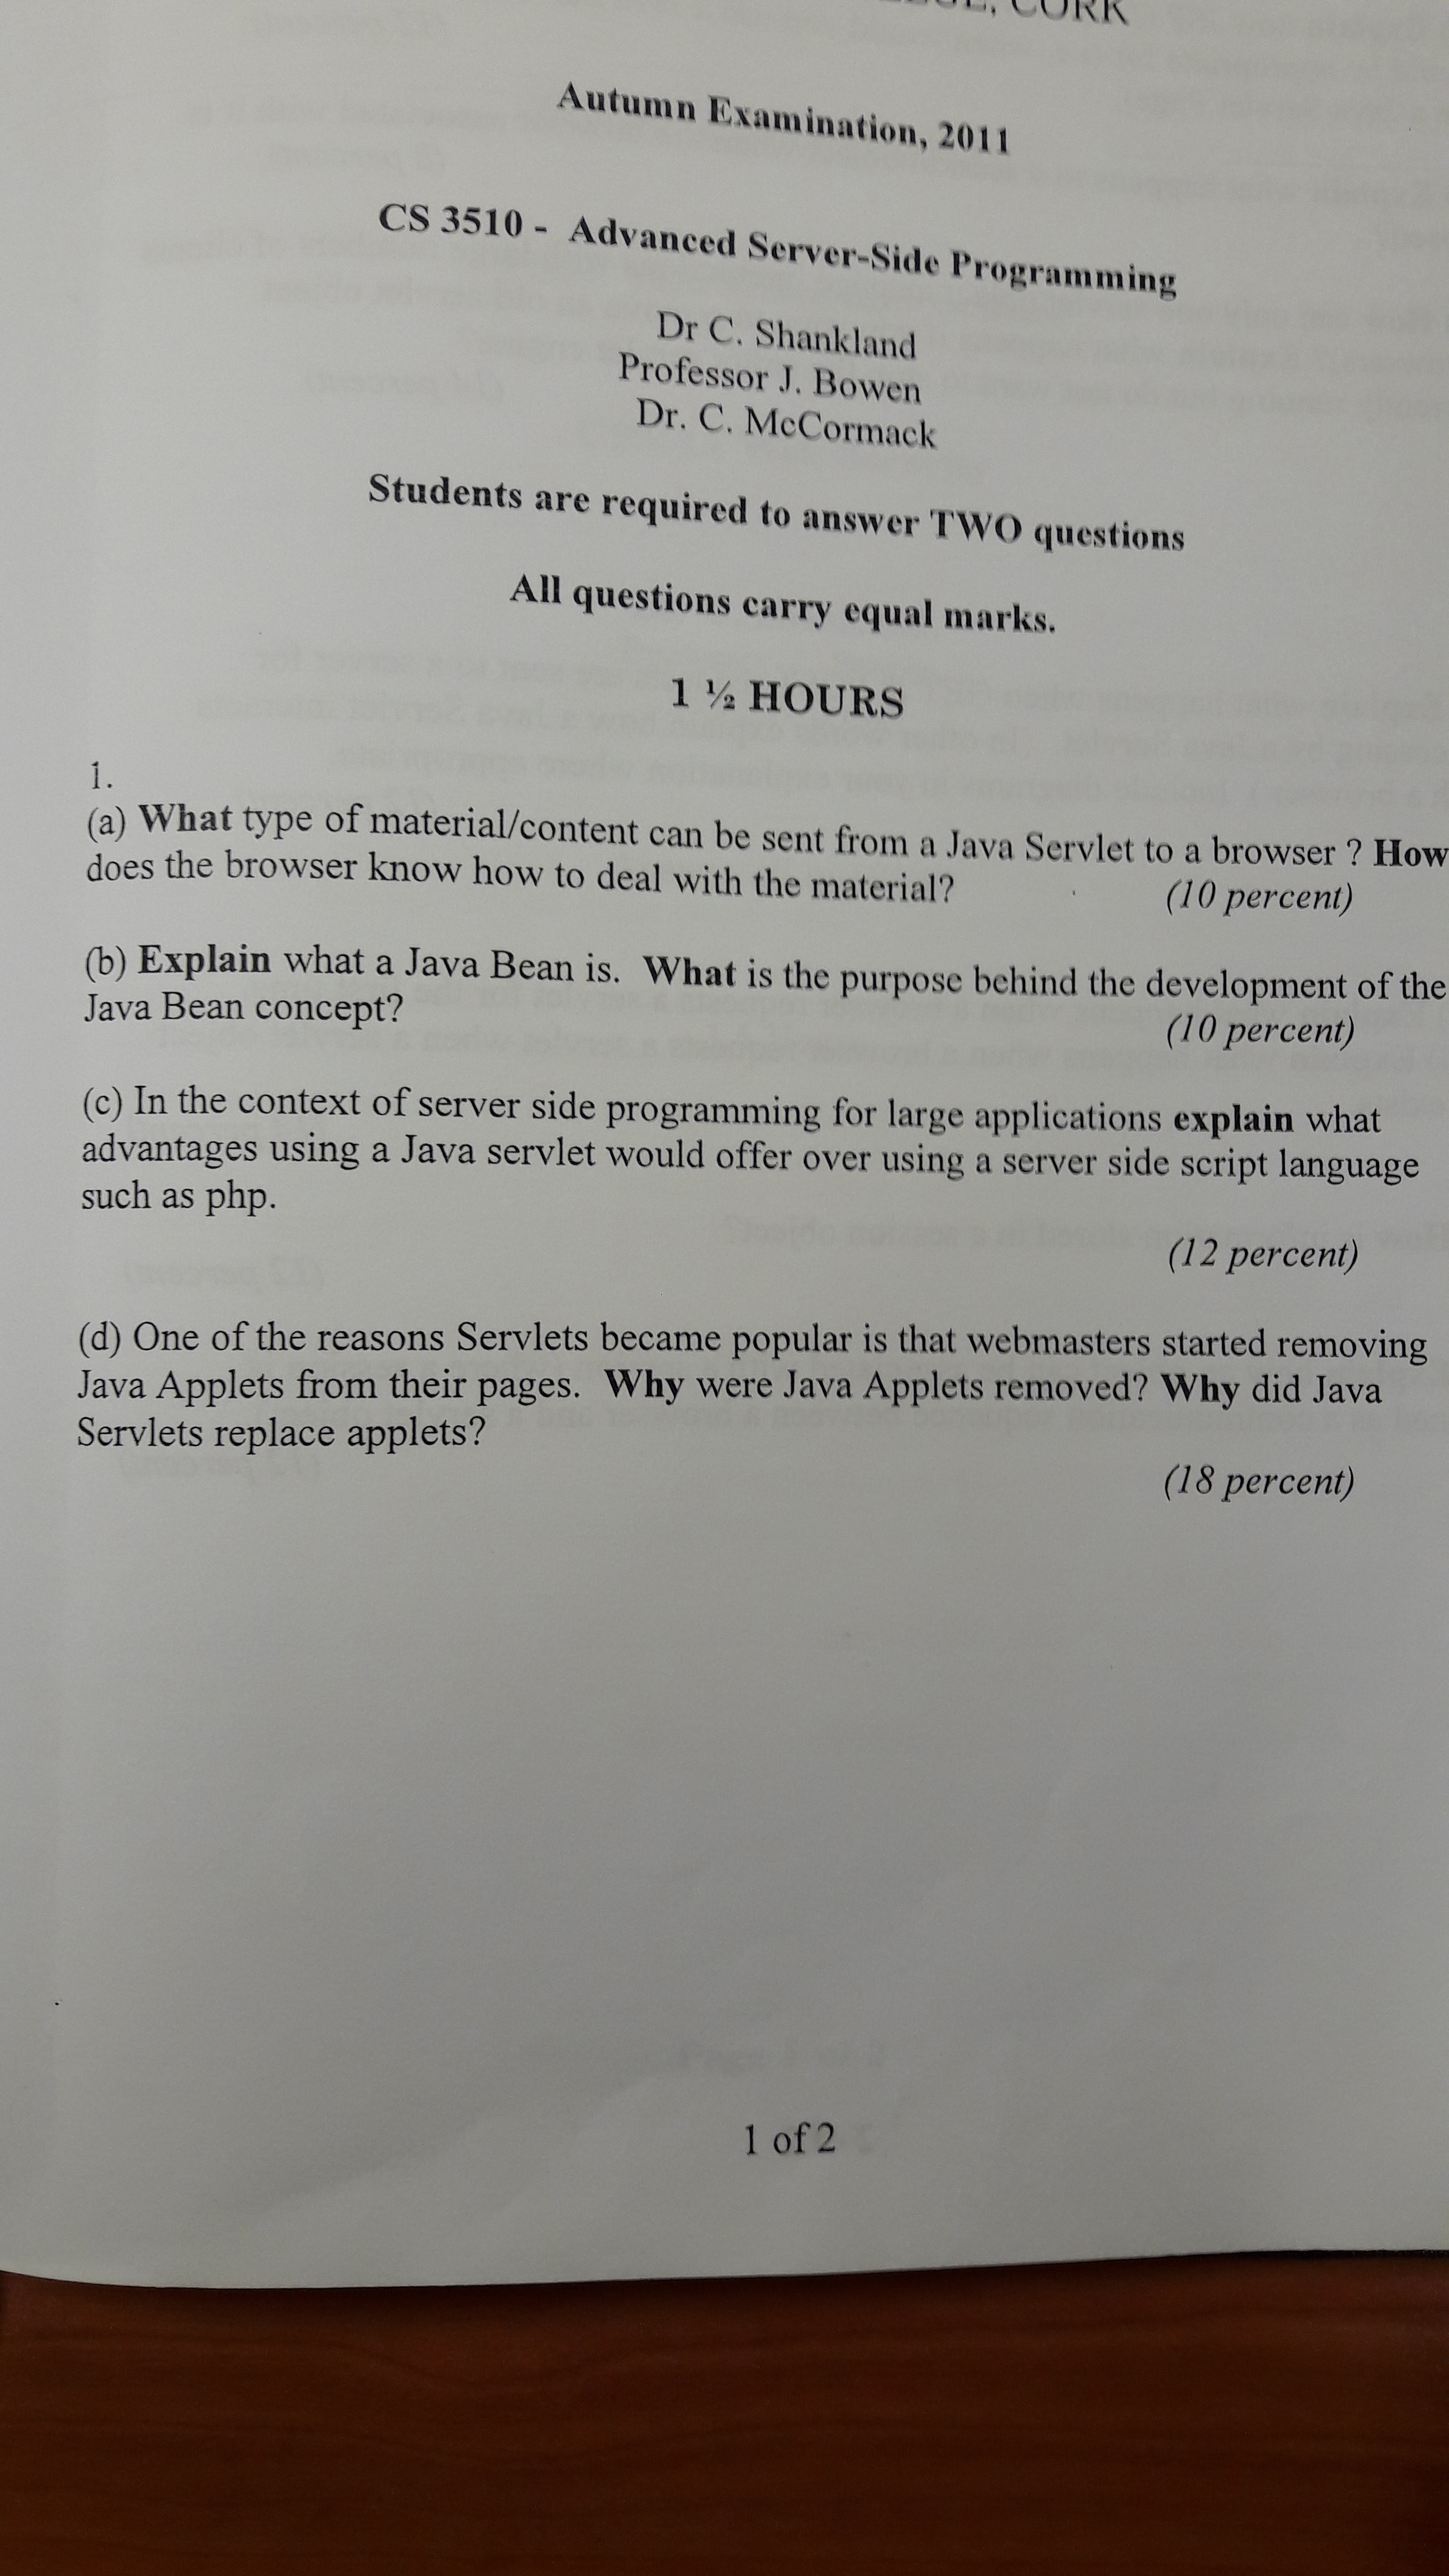 CORK
Autumn Examination, 2011
CS 3510 - Advanced Server-Side Programming
Dr C. Shankland
Professor J. Bowen
Dr. C. McCormack
Students are required to answer TWO questions
All questions carry equal marks.
1 ½ HOURS
1.
(a) What type of material/content can be sent from a Java Servlet to a browser ? How
does the browser know how to deal with the material? (10 percent)
(b) Explain what a Java Bean is. What is the purpose behind the development of the
Java Bean concept? (10 percent)
(c) In the context of server side programming for large applications explain what
advantages using a Java servlet would offer over using a server side script language
such as php.
(12 percent)
(d) One of the reasons Servlets became popular is that webmasters started removing
Java Applets from their pages. Why were Java Applets removed? Why did Java
Servlets replace applets?
(18 percent)
1 of 2